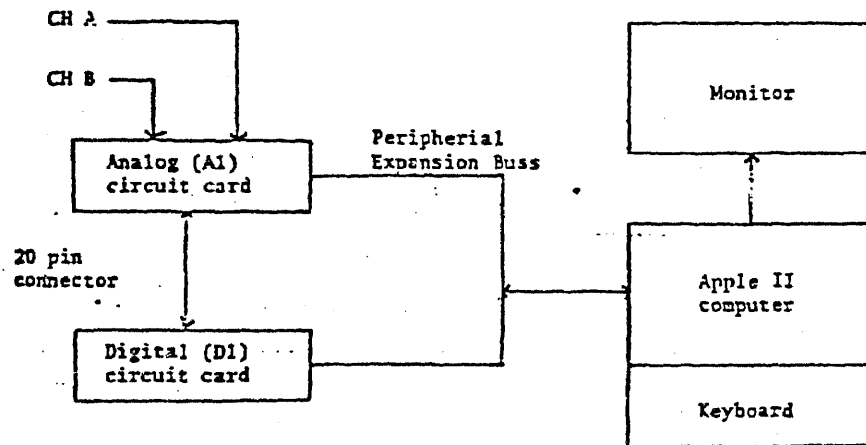 CH A
CH B
Analog (A1)
circuit card
Peripherial
Expansion Buss
Monitor
20 pin
connector
Apple II
computer
Digital (D1)
circuit card
Keyboard